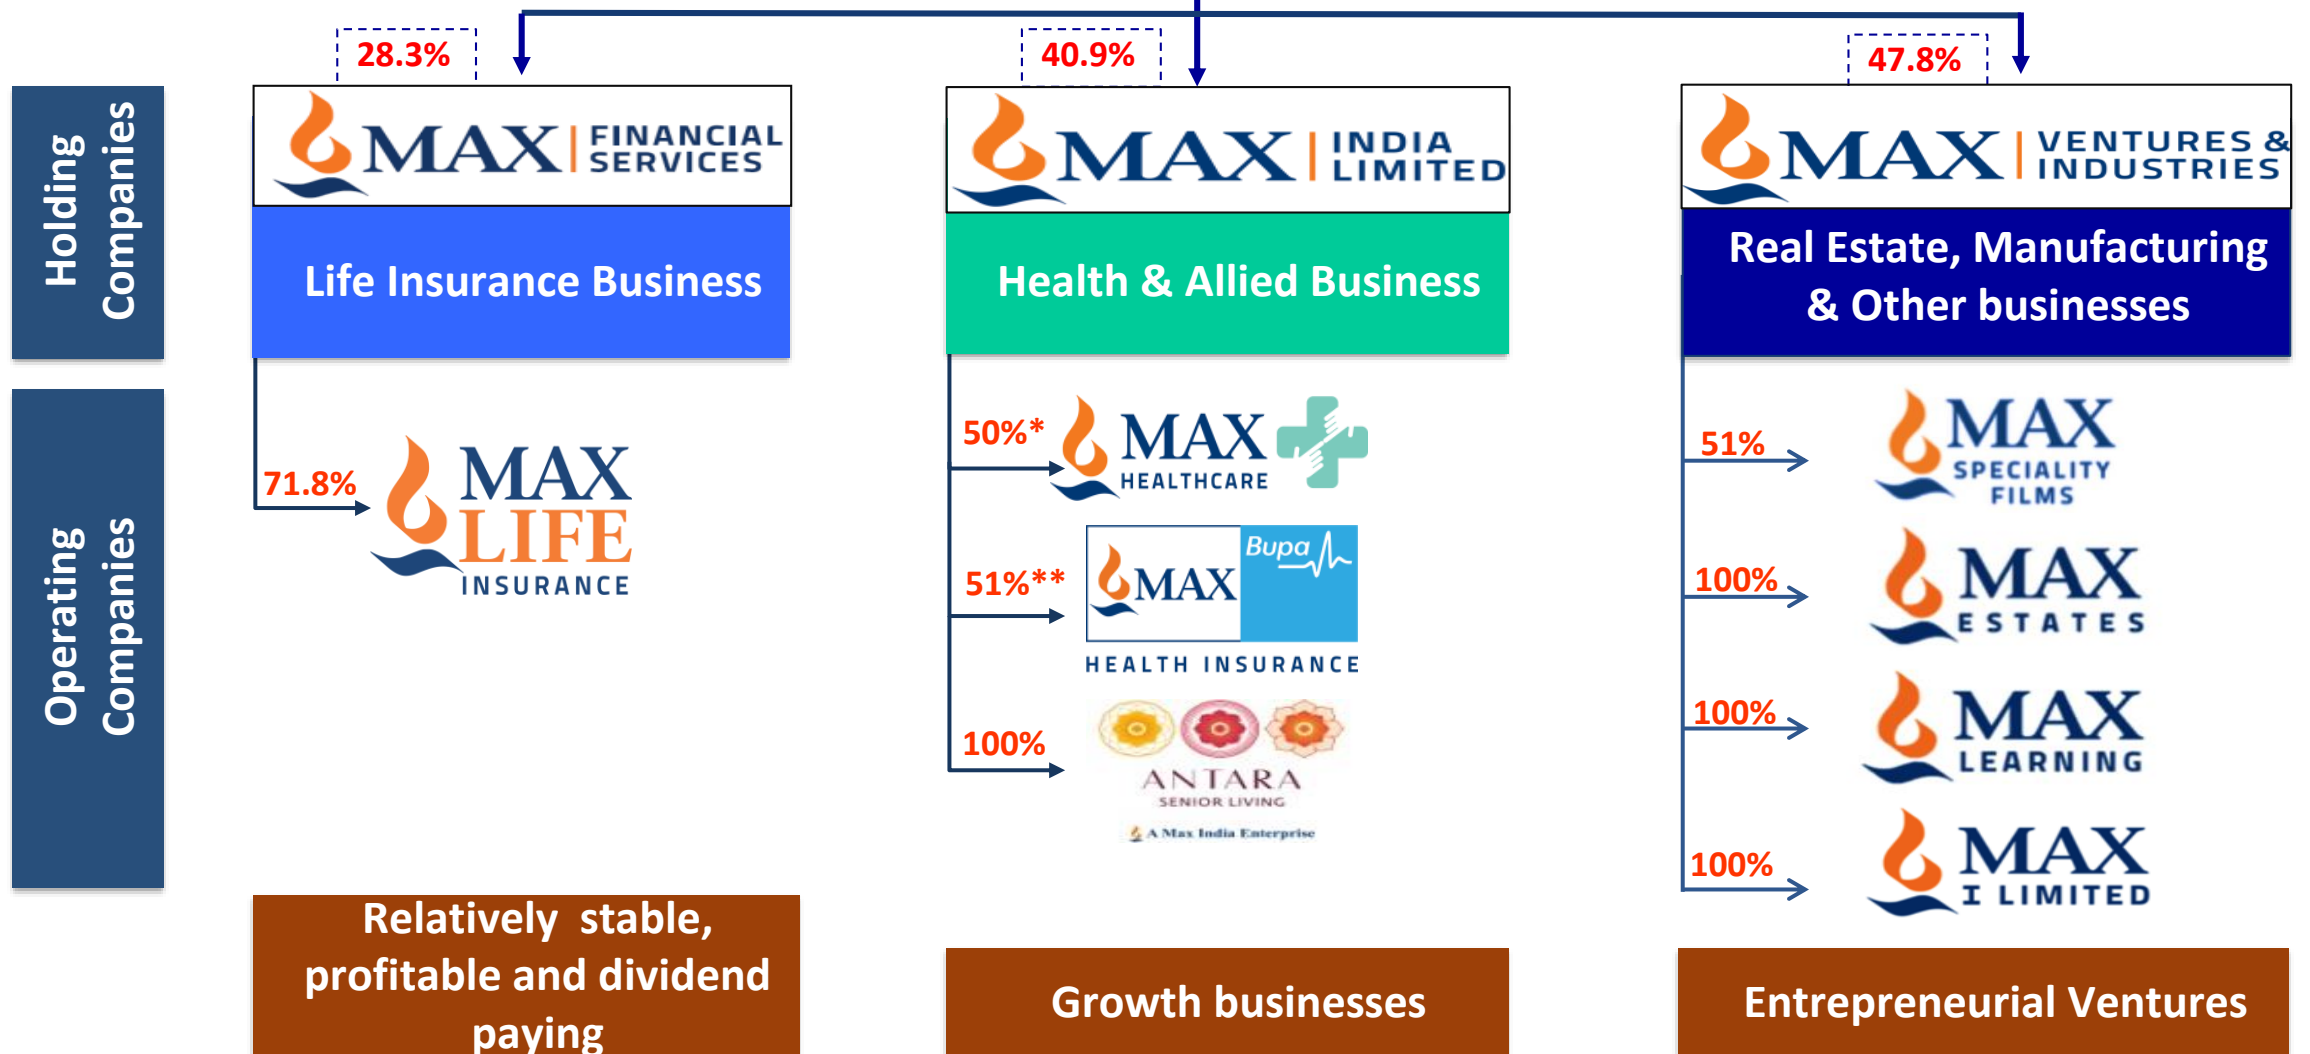 28.3%
40.9%
47.8%
Holding
Companies
MAX | FINANCIAL
SERVICES
MAX | INDIA
LIMITED
MAX | VENTURES &
INDUSTRIES
Life Insurance Business
Health & Allied Business
Real Estate, Manufacturing
& Other businesses
Operating
Companies
71.8%
MAX
LIFE
INSURANCE
50%*
MAX
HEALTHCARE
51%**
MAX
Bupa
HEALTH INSURANCE
100%
ANTARA
SENIOR LIVING
A Max India Enterprise
51%
MAX
SPECIALITY
FILMS
100%
MAX
ESTATES
100%
MAX
LEARNING
100%
MAX
I LIMITED
Relatively stable,
profitable and dividend
paying
Growth businesses
Entrepreneurial Ventures